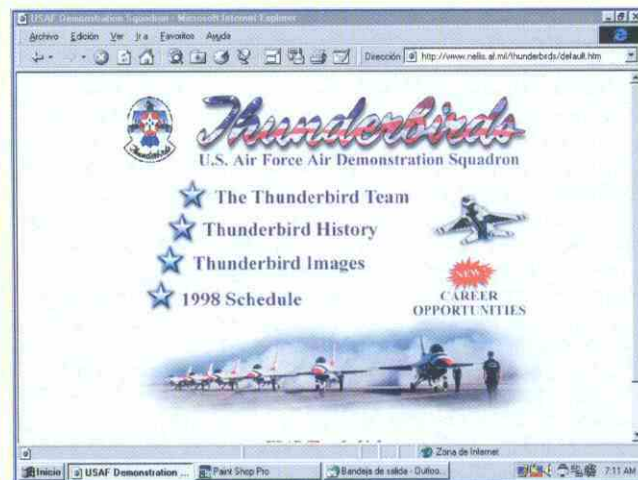 USAF Demonstration Squadron - Microsoft Internet Explorer
Archivo Edición Ver Ir a Favoritos Ayuda
Dirección http://www.nellis.af.mil/thunderbirds/default.htm
Thunderbirds
U.S. Air Force Air Demonstration Squadron
The Thunderbird Team
Thunderbird History
Thunderbird Images
1998 Schedule
NEW
CAREER
OPPORTUNITIES
Zona de Internet
Inicio USAF Demonstration ... Paint Shop Pro Bandeja de salida - Outloo... 7:11 AM